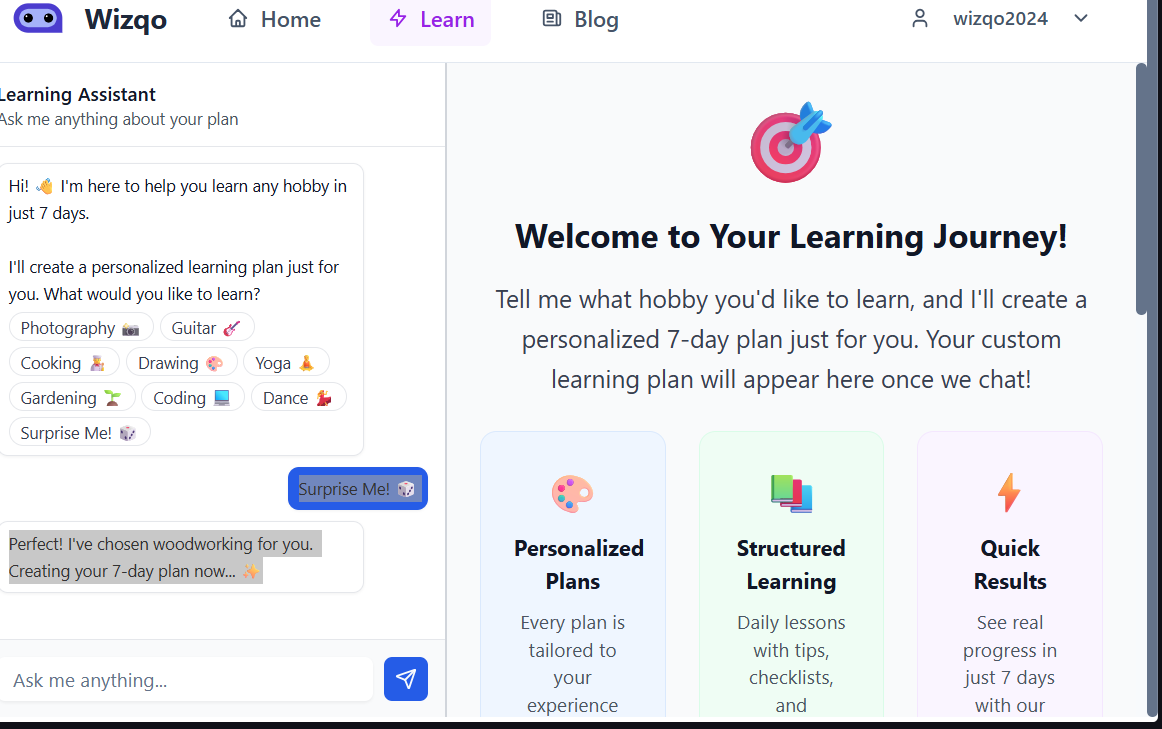 Wizqo
Home
Learn
Blog
wizqo2024
Learning Assistant
Ask me anything about your plan
Hi! 👋 I'm here to help you learn any hobby in
just 7 days.
I'll create a personalized learning plan just for
you. What would you like to learn?
Photography 📷
Guitar 🎸
Cooking 👩‍🍳
Drawing 🎨
Yoga 🧘
Gardening 🌱
Coding 💻
Dance 💃
Surprise Me! 🎲
Surprise Me! 🎲
Perfect! I've chosen woodworking for you.
Creating your 7-day plan now... ✨
Ask me anything...
Welcome to Your Learning Journey!
Tell me what hobby you'd like to learn, and I'll create a
personalized 7-day plan just for you. Your custom
learning plan will appear here once we chat!
Personalized
Plans
Every plan is
tailored to
your
experience
Structured
Learning
Daily lessons
with tips,
checklists,
and
Quick
Results
See real
progress in
just 7 days
with our